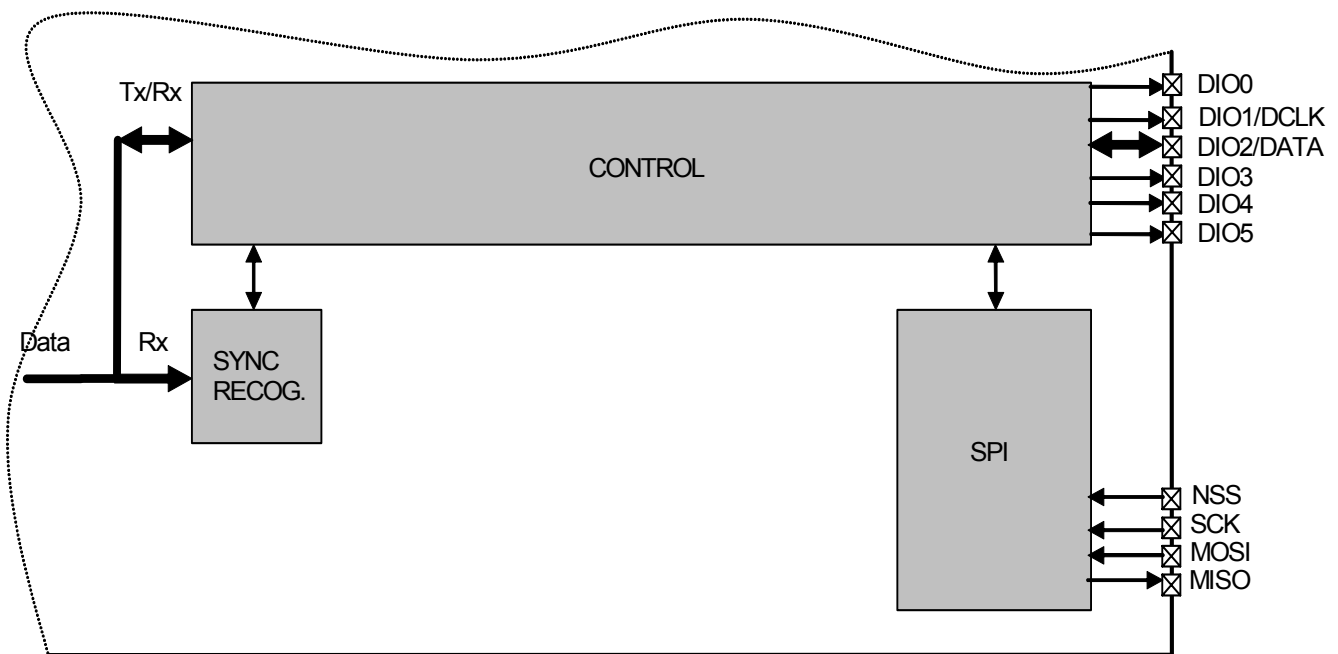 Tx/Rx
DIO0
DIO1/DCLK
DIO2/DATA
CONTROL
DIO3
DIO4
DIO5
Data
Rx
SYNC
RECOG.
SPI
NSS
SCK
MOSI
MISO